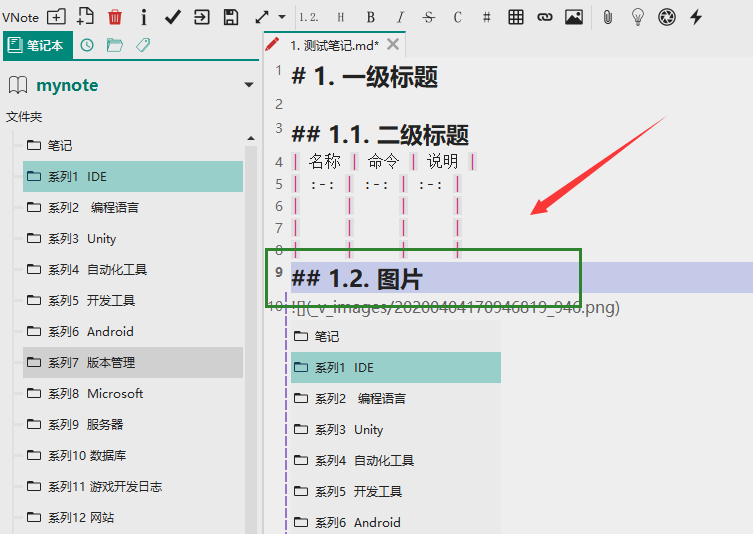 VNote
1.2. H B I S C #
笔记本
1. 测试笔记.md*
mynote
文件夹
笔记
系列1 IDE
系列2 编程语言
系列3 Unity
系列4 自动化工具
系列5 开发工具
系列6 Android
系列7 版本管理
系列8 Microsoft
系列9 服务器
系列10 数据库
系列11 游戏开发日志
系列12 网站
1 # 1. 一级标题
2
3 ## 1.1. 二级标题
4 | 名称 | 命令 | 说明 |
5 | :-: | :-: | :-: |
6 | | | |
7 | | | |
8 | | | |
9 ## 1.2. 图片
10 ![](_v_images/20200404170946819_946.png)
笔记
系列1 IDE
系列2 编程语言
系列3 Unity
系列4 自动化工具
系列5 开发工具
系列6 Android